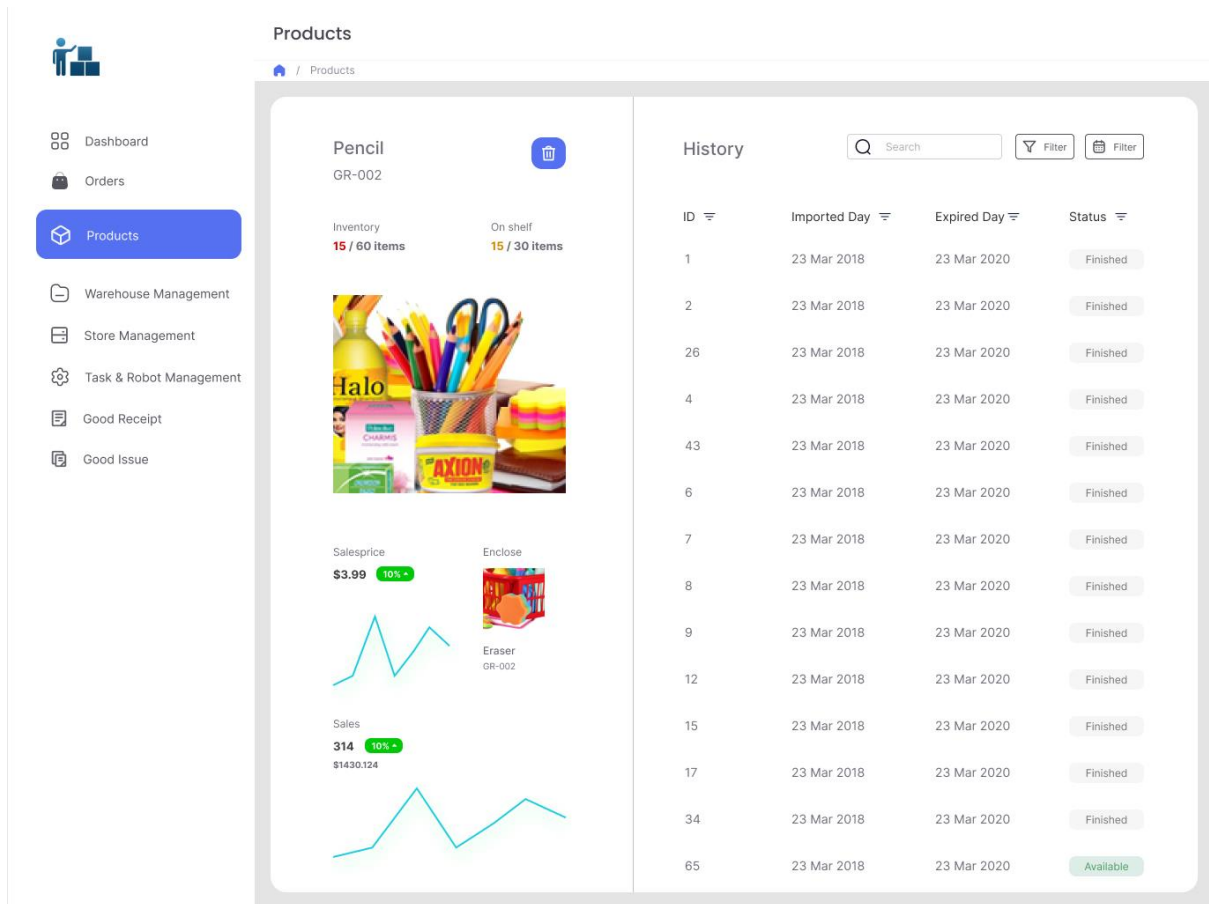 Products
/ Products
Dashboard
Orders
Products
Warehouse Management
Store Management
Task & Robot Management
Good Receipt
Good Issue
Pencil
GR-002
Inventory
15 / 60 items
On shelf
15 / 30 items
Halo
CHARMIS
AXION
Salesprice
$3.99 10%
Enclose
Eraser
GR-002
Sales
314 10%
$1430.124
History
Search
Filter
Filter
ID Imported Day Expired Day Status
1 23 Mar 2018 23 Mar 2020 Finished
2 23 Mar 2018 23 Mar 2020 Finished
26 23 Mar 2018 23 Mar 2020 Finished
4 23 Mar 2018 23 Mar 2020 Finished
43 23 Mar 2018 23 Mar 2020 Finished
6 23 Mar 2018 23 Mar 2020 Finished
7 23 Mar 2018 23 Mar 2020 Finished
8 23 Mar 2018 23 Mar 2020 Finished
9 23 Mar 2018 23 Mar 2020 Finished
12 23 Mar 2018 23 Mar 2020 Finished
15 23 Mar 2018 23 Mar 2020 Finished
17 23 Mar 2018 23 Mar 2020 Finished
34 23 Mar 2018 23 Mar 2020 Finished
65 23 Mar 2018 23 Mar 2020 Available